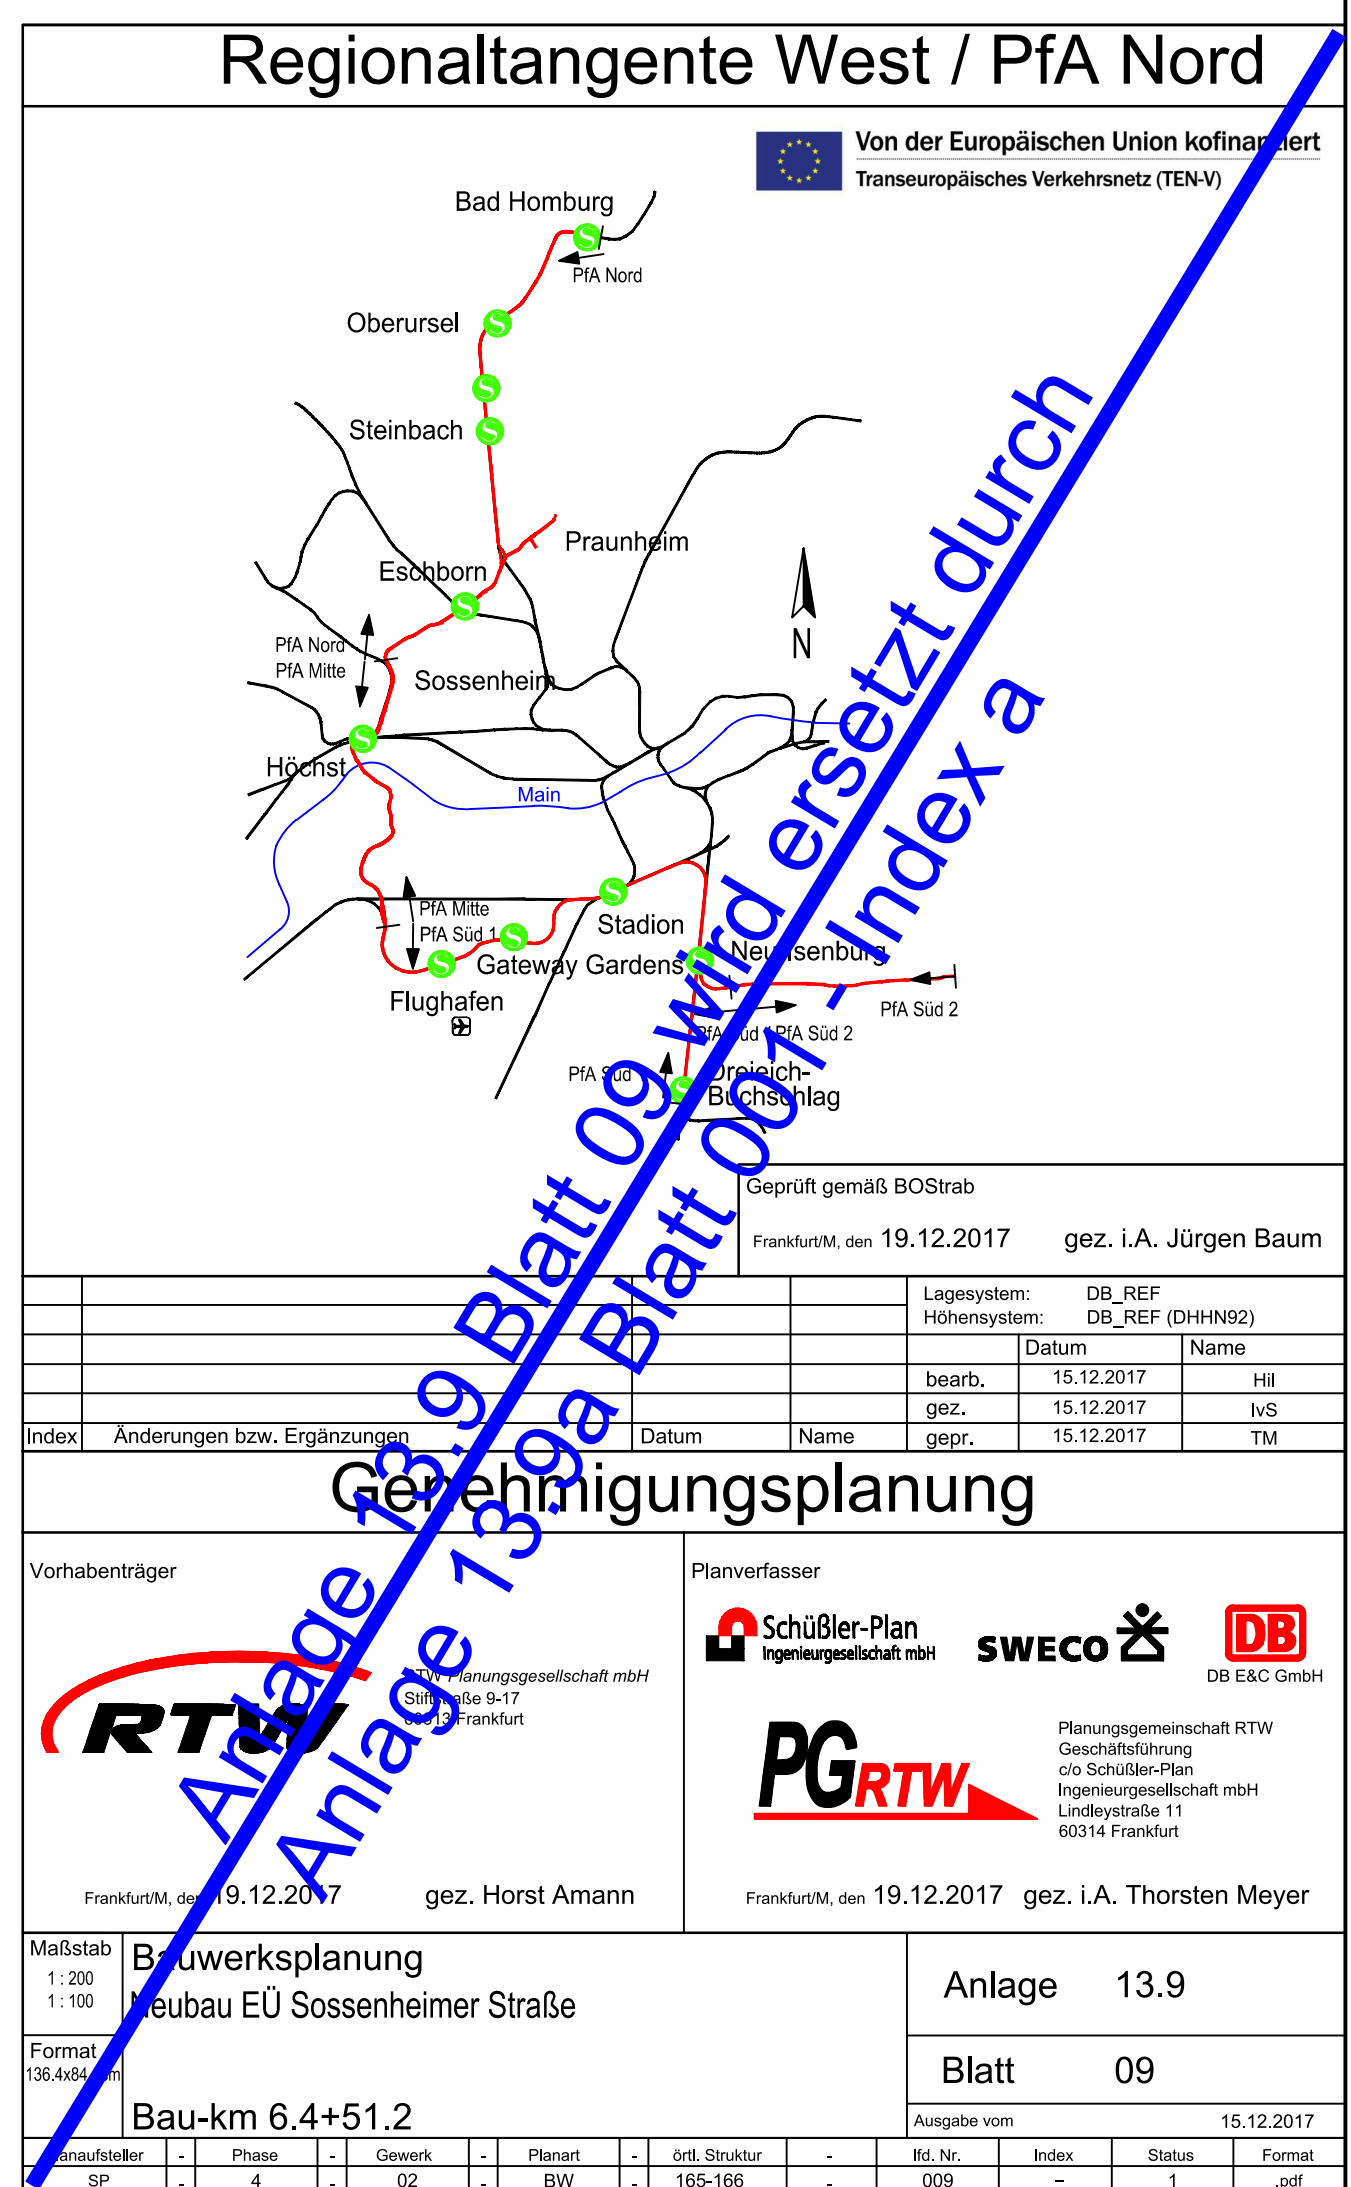 Regionaltangente West / PfA Nord
Von der Europäischen Union kofinanziert
Transeuropäisches Verkehrsnetz (TEN-V)
Bad Homburg
PfA Nord
Oberursel
Steinbach
Praunheim
Eschborn
N
PfA Nord
PfA Mitte
Sossenheim
Höchst
Main
PfA Mitte
PfA Süd 1
Stadion
Gateway Gardens
Neu-Isenburg
Flughafen
PfA Süd 2
PfA Süd 1
PfA Süd 2
PfA Süd
Dreieich-
Buchschlag
Anlage 13.9 Blatt 09 wird ersetzt durch
Anlage 13.9a Blatt 001 - Index a
Geprüft gemäß BOStrab
Frankfurt/M, den 19.12.2017 gez. i.A. Jürgen Baum
Lagesystem: DB_REF
Höhensystem: DB_REF (DHHN92)
Datum Name
bearb. 15.12.2017 Hil
gez. 15.12.2017 IvS
Index Änderungen bzw. Ergänzungen Datum Name gepr. 15.12.2017 TM
Genehmigungsplanung
Vorhabenträger
RTW
RTW Planungsgesellschaft mbH
Stiftstraße 9-17
60313 Frankfurt
Frankfurt/M, den 19.12.2017 gez. Horst Amann
Planverfasser
Schüßler-Plan
Ingenieurgesellschaft mbH
SWECO
DB
DB E&C GmbH
PGRTW
Planungsgemeinschaft RTW
Geschäftsführung
c/o Schüßler-Plan
Ingenieurgesellschaft mbH
Lindleystraße 11
60314 Frankfurt
Frankfurt/M, den 19.12.2017 gez. i.A. Thorsten Meyer
Maßstab
1 : 200
1 : 100
Bauwerksplanung
Neubau EÜ Sossenheimer Straße
Bau-km 6.4+51.2
Format
136.4x84
Anlage 13.9
Blatt 09
Ausgabe vom 15.12.2017
Planaufsteller - Phase - Gewerk - Planart - örtl. Struktur - lfd. Nr. Index Status Format
SP - 4 - 02 - BW - 165-166 - 009 – 1 .pdf